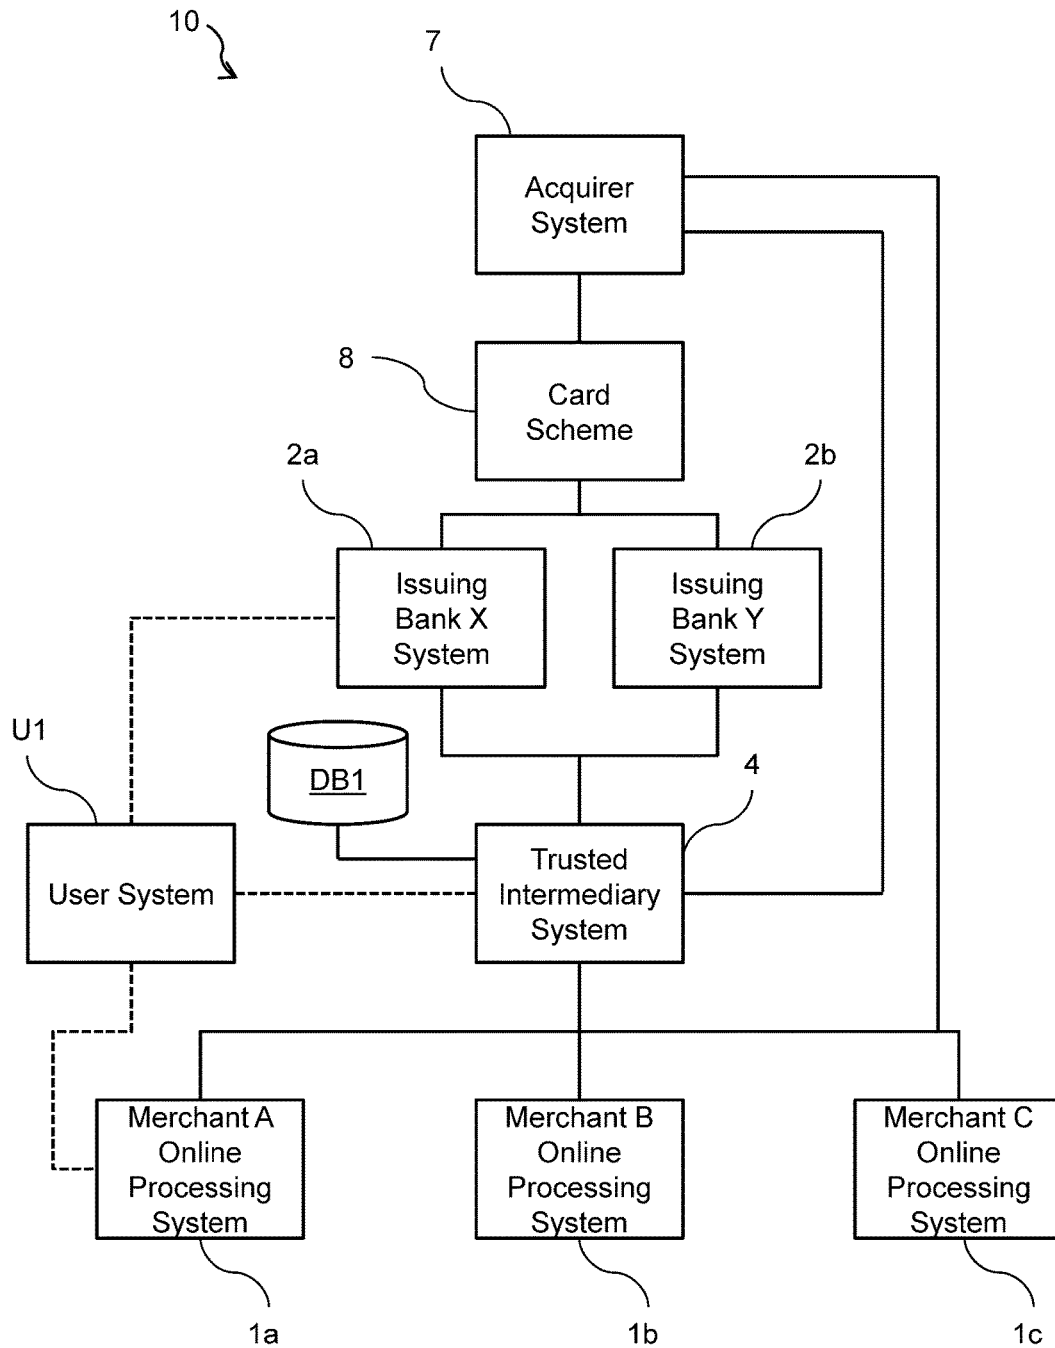 10
7
Acquirer
System
8
Card
Scheme
2a
2b
Issuing
Bank X
System
Issuing
Bank Y
System
U1
DB1
4
User System
Trusted
Intermediary
System
Merchant A
Online
Processing
System
Merchant B
Online
Processing
System
Merchant C
Online
Processing
System
1a
1b
1c